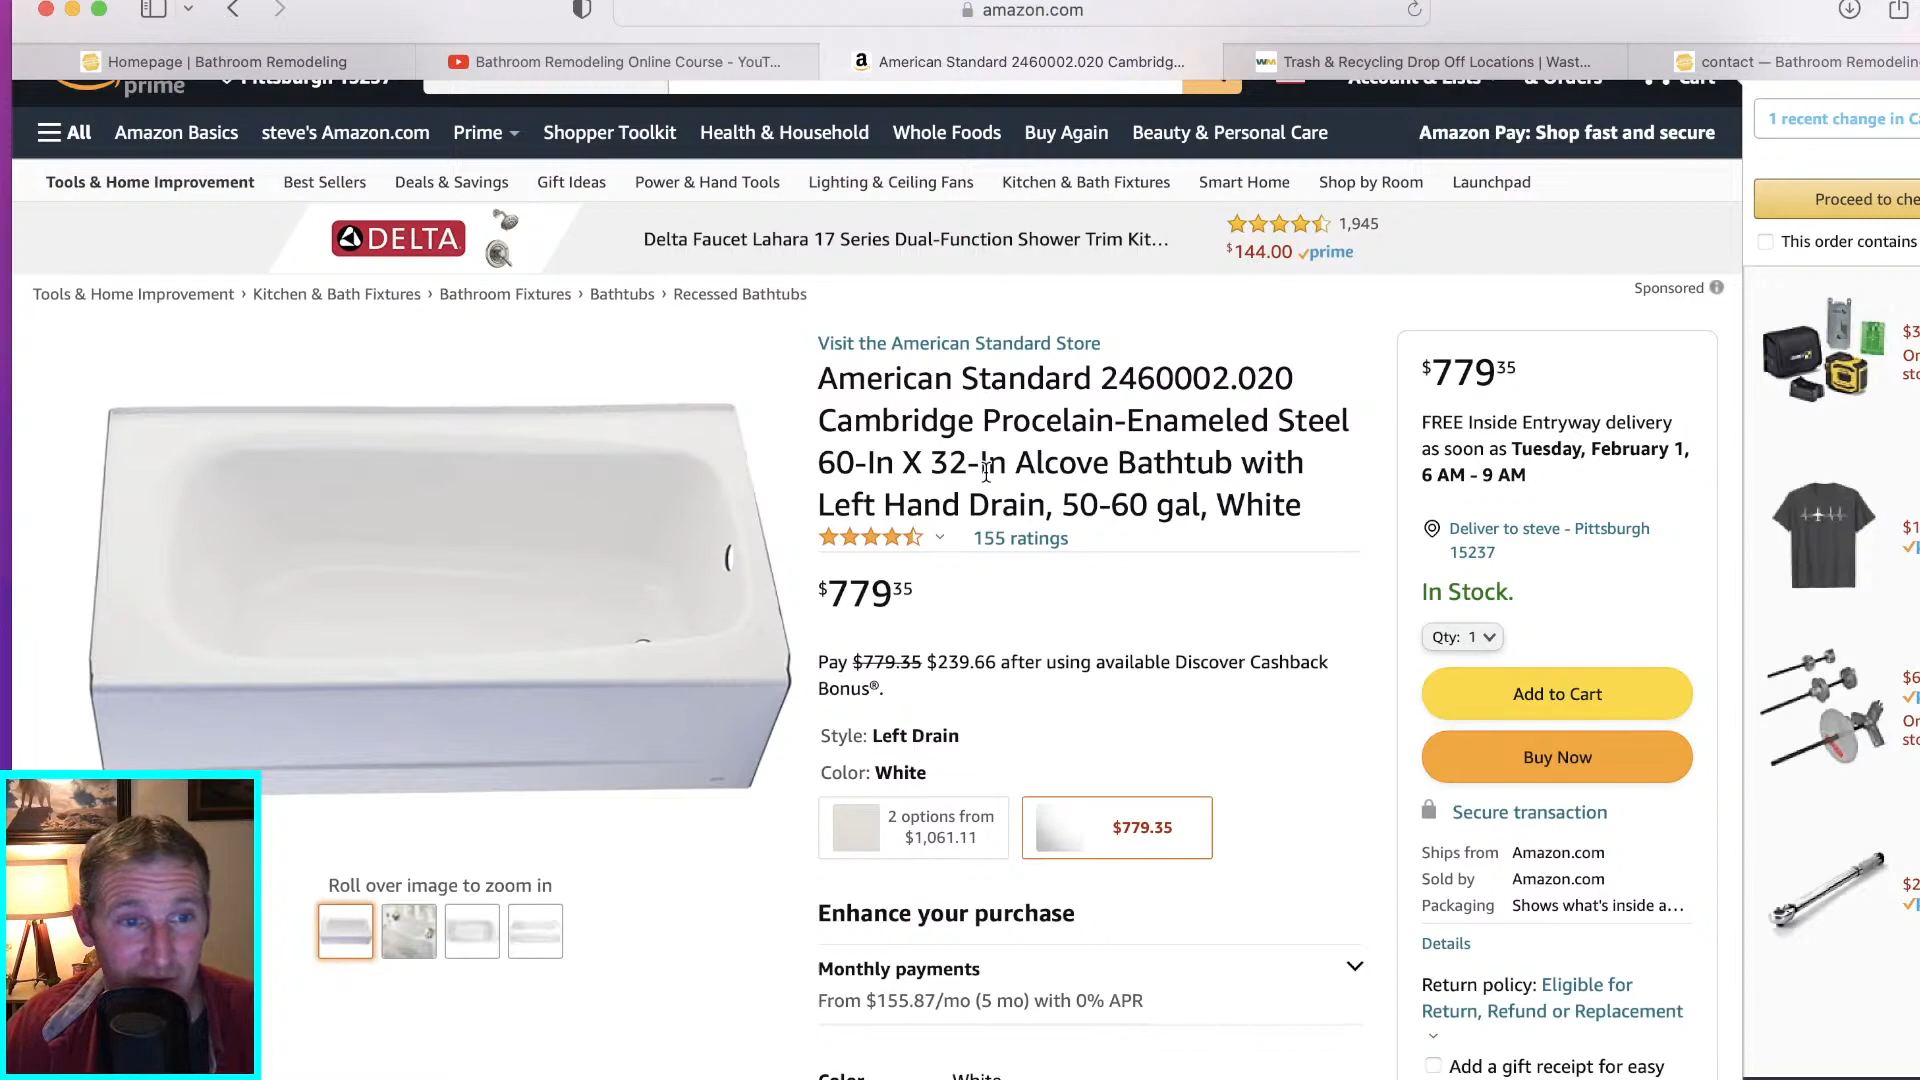 amazon.com
Homepage | Bathroom Remodeling
Bathroom Remodeling Online Course - YouT...
American Standard 2460002.020 Cambridg...
Trash & Recycling Drop Off Locations | Wast...
contact — Bathroom Remodelin
prime
Pittsburgh 15237
Account & Lists
& Orders
Cart
All
Amazon Basics
steve's Amazon.com
Prime
Shopper Toolkit
Health & Household
Whole Foods
Buy Again
Beauty & Personal Care
Amazon Pay: Shop fast and secure
1 recent change in
Proceed to che
This order contains
Tools & Home Improvement
Best Sellers
Deals & Savings
Gift Ideas
Power & Hand Tools
Lighting & Ceiling Fans
Kitchen & Bath Fixtures
Smart Home
Shop by Room
Launchpad
DELTA
Delta Faucet Lahara 17 Series Dual-Function Shower Trim Kit...
1,945
$144.00 prime
Sponsored
Tools & Home Improvement › Kitchen & Bath Fixtures › Bathroom Fixtures › Bathtubs › Recessed Bathtubs
Visit the American Standard Store
American Standard 2460002.020
Cambridge Procelain-Enameled Steel
60-In X 32-In Alcove Bathtub with
Left Hand Drain, 50-60 gal, White
155 ratings
$779 35
Pay $779.35 $239.66 after using available Discover Cashback
Bonus®.
Style: Left Drain
Color: White
2 options from
$1,061.11
$779.35
Enhance your purchase
Monthly payments
From $155.87/mo (5 mo) with 0% APR
Color White
Roll over image to zoom in
$779 35
FREE Inside Entryway delivery
as soon as Tuesday, February 1,
6 AM - 9 AM
Deliver to steve - Pittsburgh
15237
In Stock.
Qty: 1
Add to Cart
Buy Now
Secure transaction
Ships from Amazon.com
Sold by Amazon.com
Packaging Shows what's inside a...
Details
Return policy: Eligible for
Return, Refund or Replacement
Add a gift receipt for easy